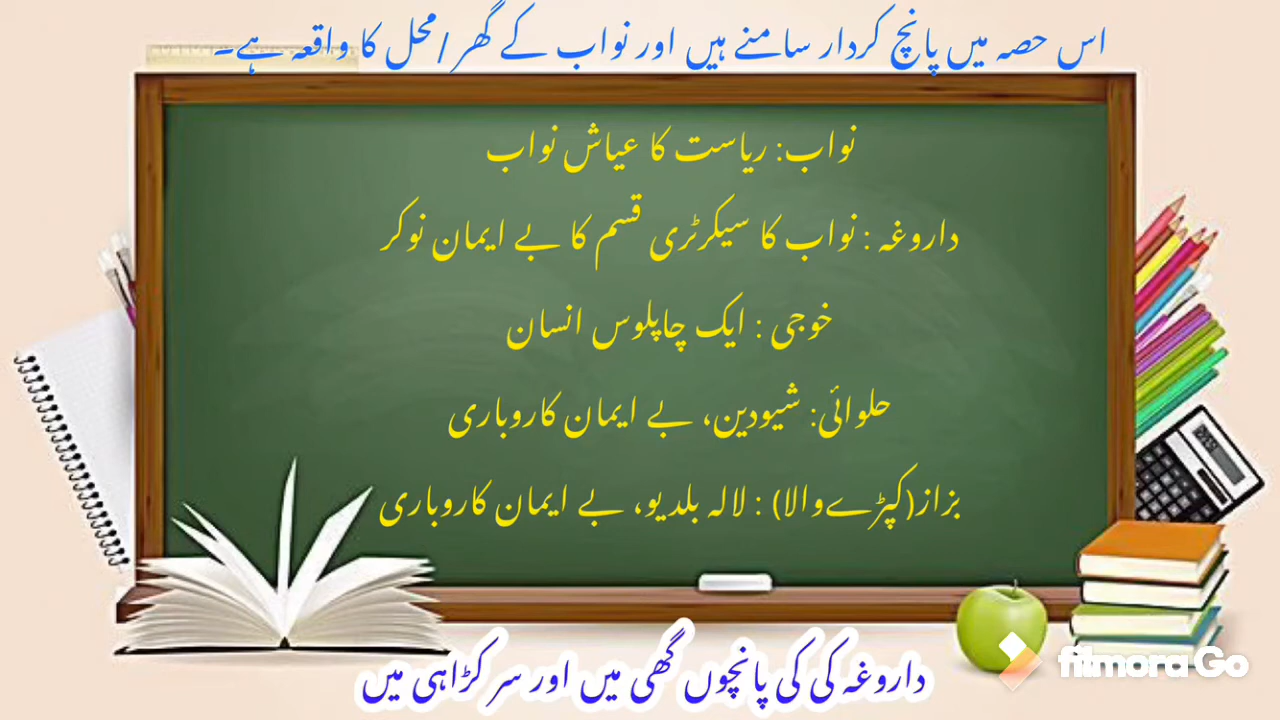 اس حصہ میں پانچ کردار سامنے ہیں اور نواب کے گھر/محل کا واقعہ ہے۔
نواب: ریاست کا عیاش نواب
داروغہ : نواب کا سیکرٹری قسم کا بے ایمان نوکر
خوجی : ایک چاپلوس انسان
حلوائی: شیودین، بے ایمان کاروباری
بزاز(کپڑے والا) : لالہ بلدیو، بے ایمان کاروباری
داروغہ کی کی پانچوں گھی میں اور سر کڑاہی میں
filmora Go